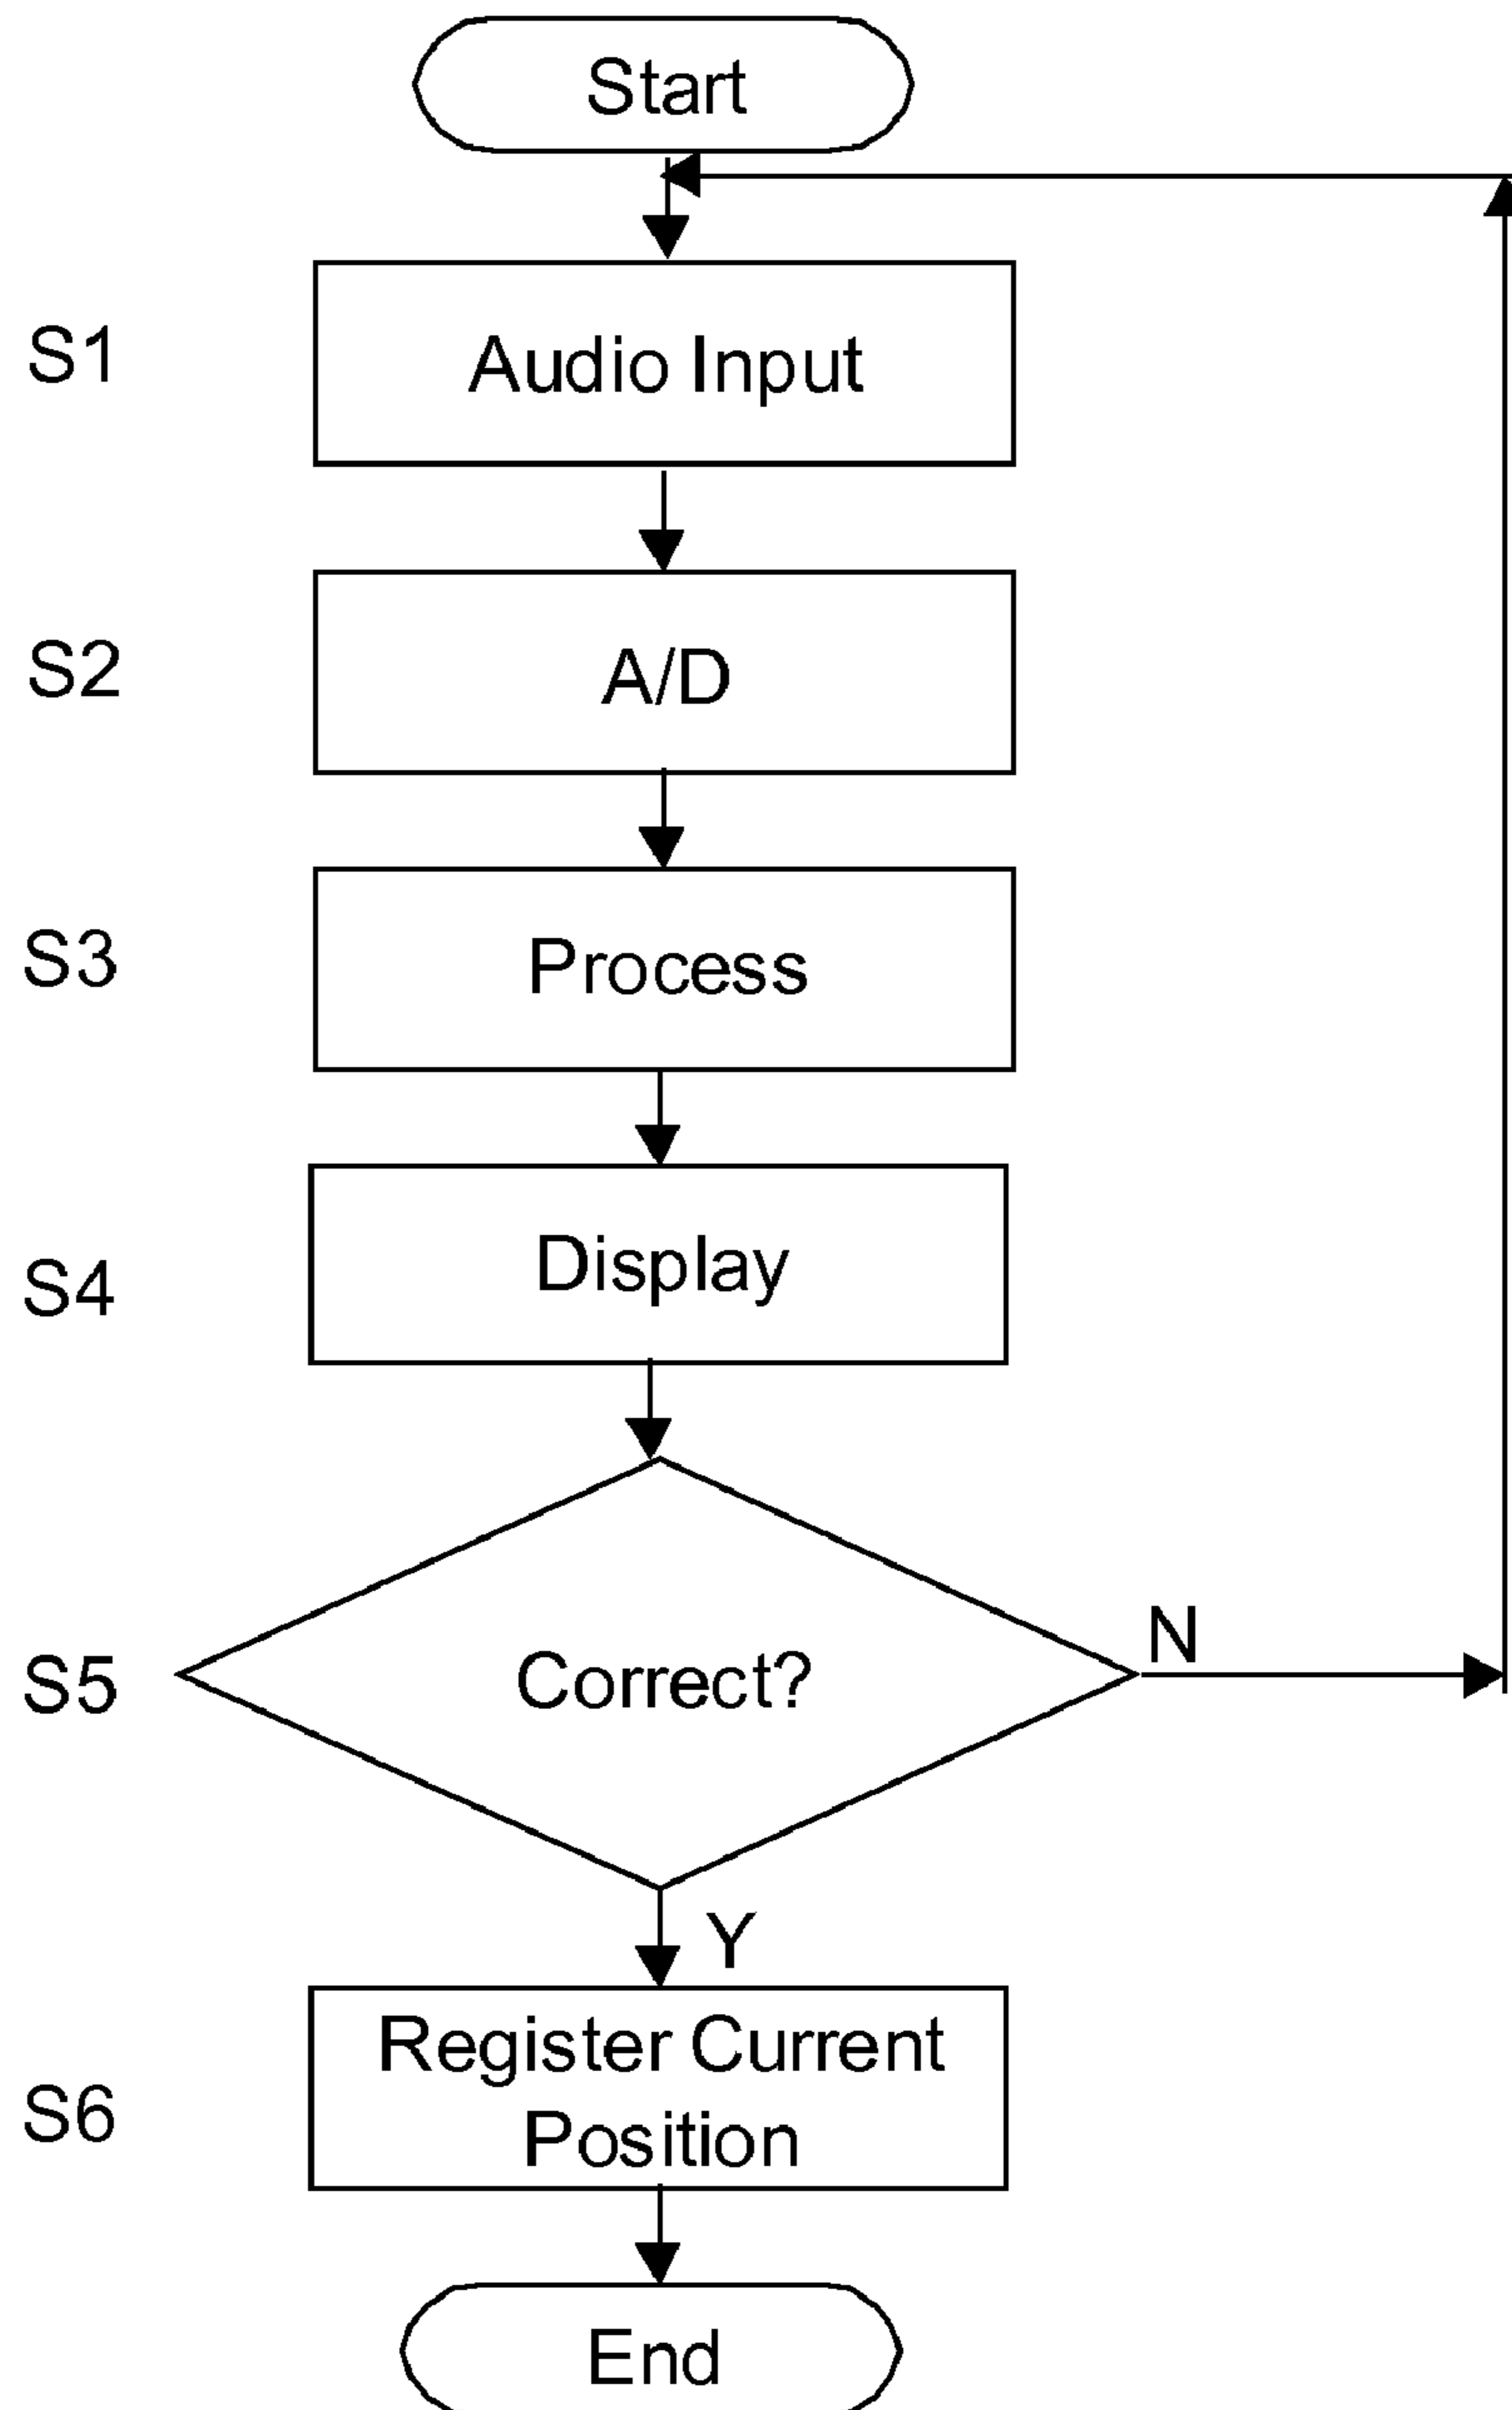 Start
S1
Audio Input
S2
A/D
S3
Process
S4
Display
S5
Correct?
N
Y
S6
Register Current
Position
End